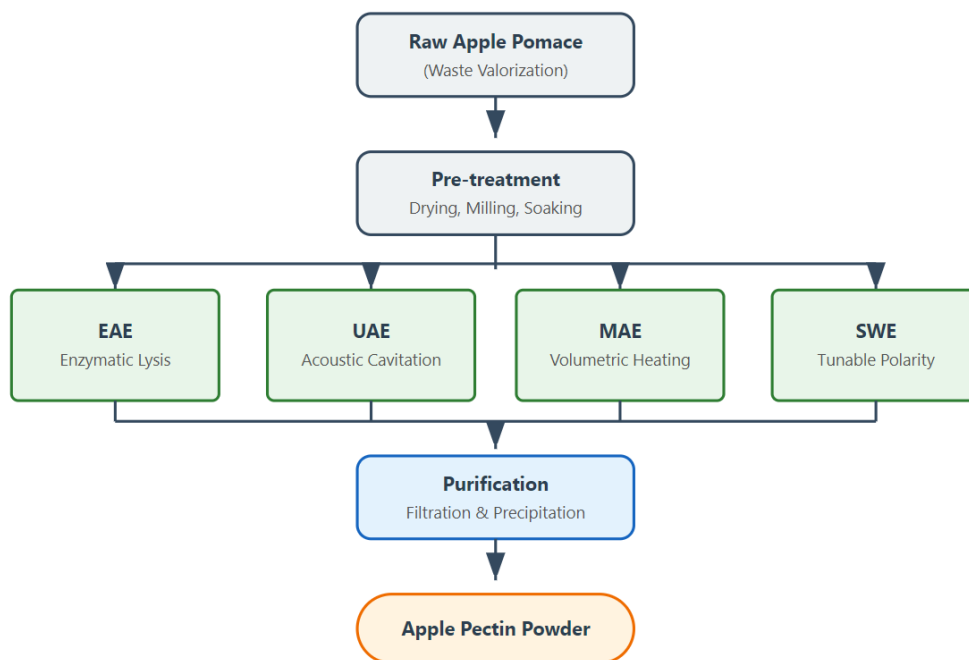 Raw Apple Pomace
(Waste Valorization)
Pre-treatment
Drying, Milling, Soaking
EAE
Enzymatic Lysis
UAE
Acoustic Cavitation
MAE
Volumetric Heating
SWE
Tunable Polarity
Purification
Filtration & Precipitation
Apple Pectin Powder